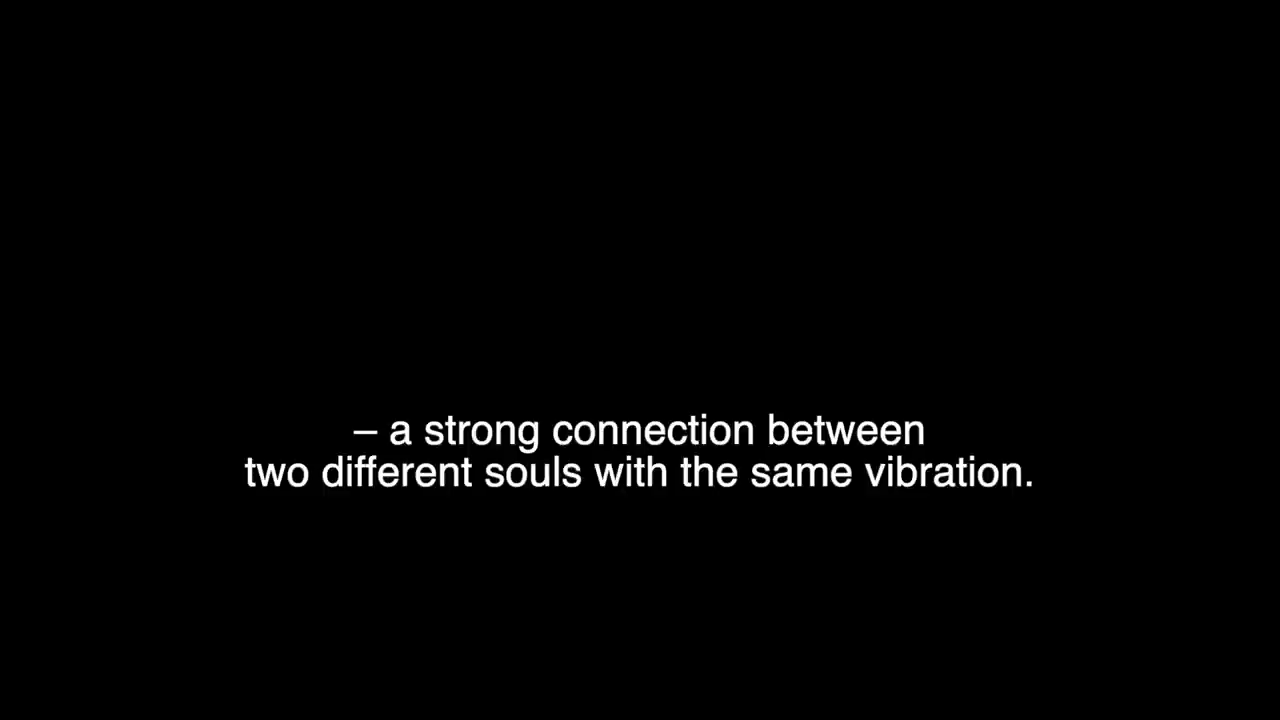 – a strong connection between
two different souls with the same vibration.